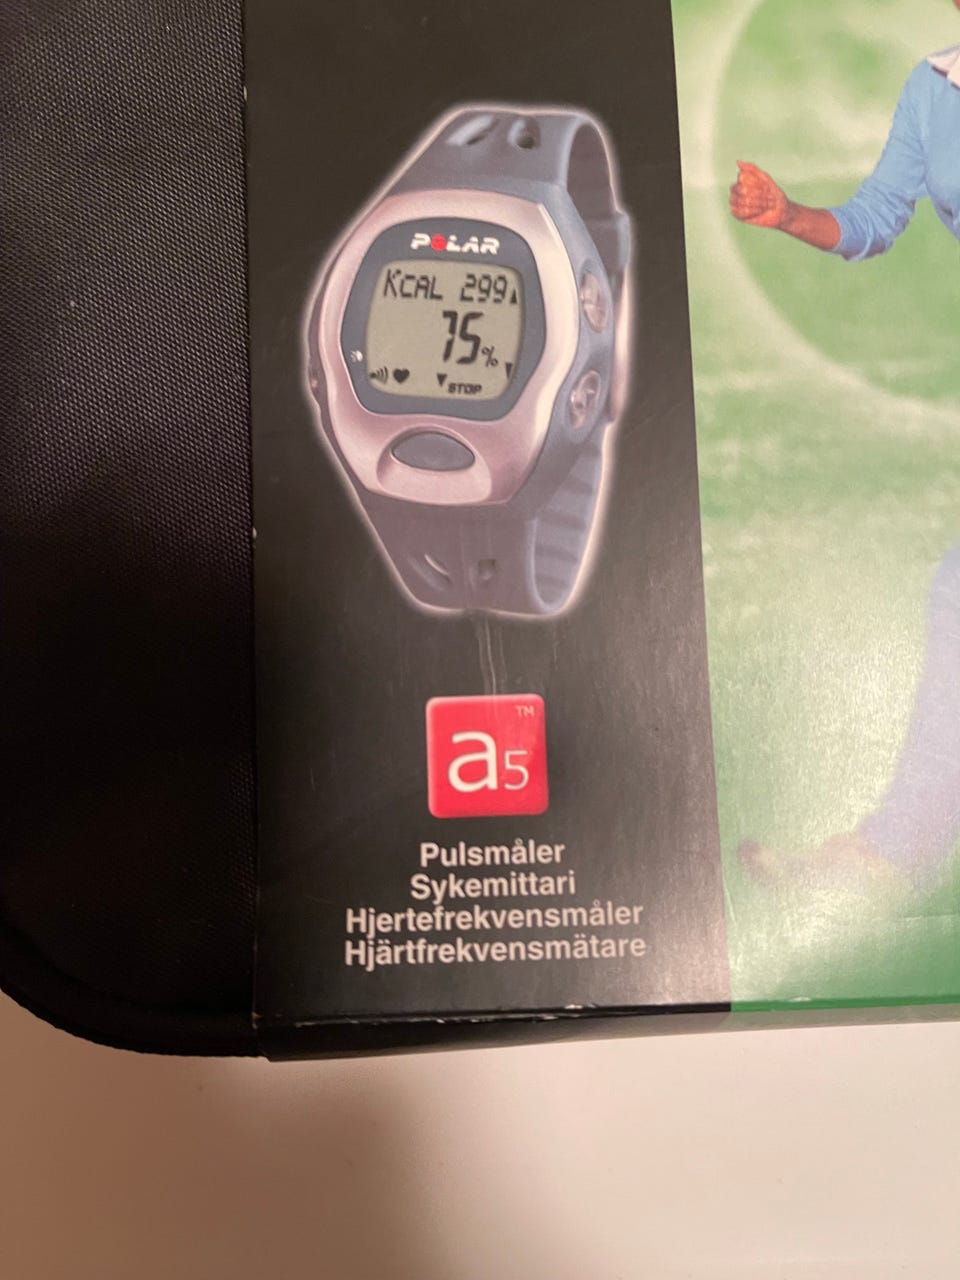 POLAR
KCAL 299
75%
STOP
TM
a5
Pulsmåler
Sykemittari
Hjertefrekvensmåler
Hjärtfrekvensmätare